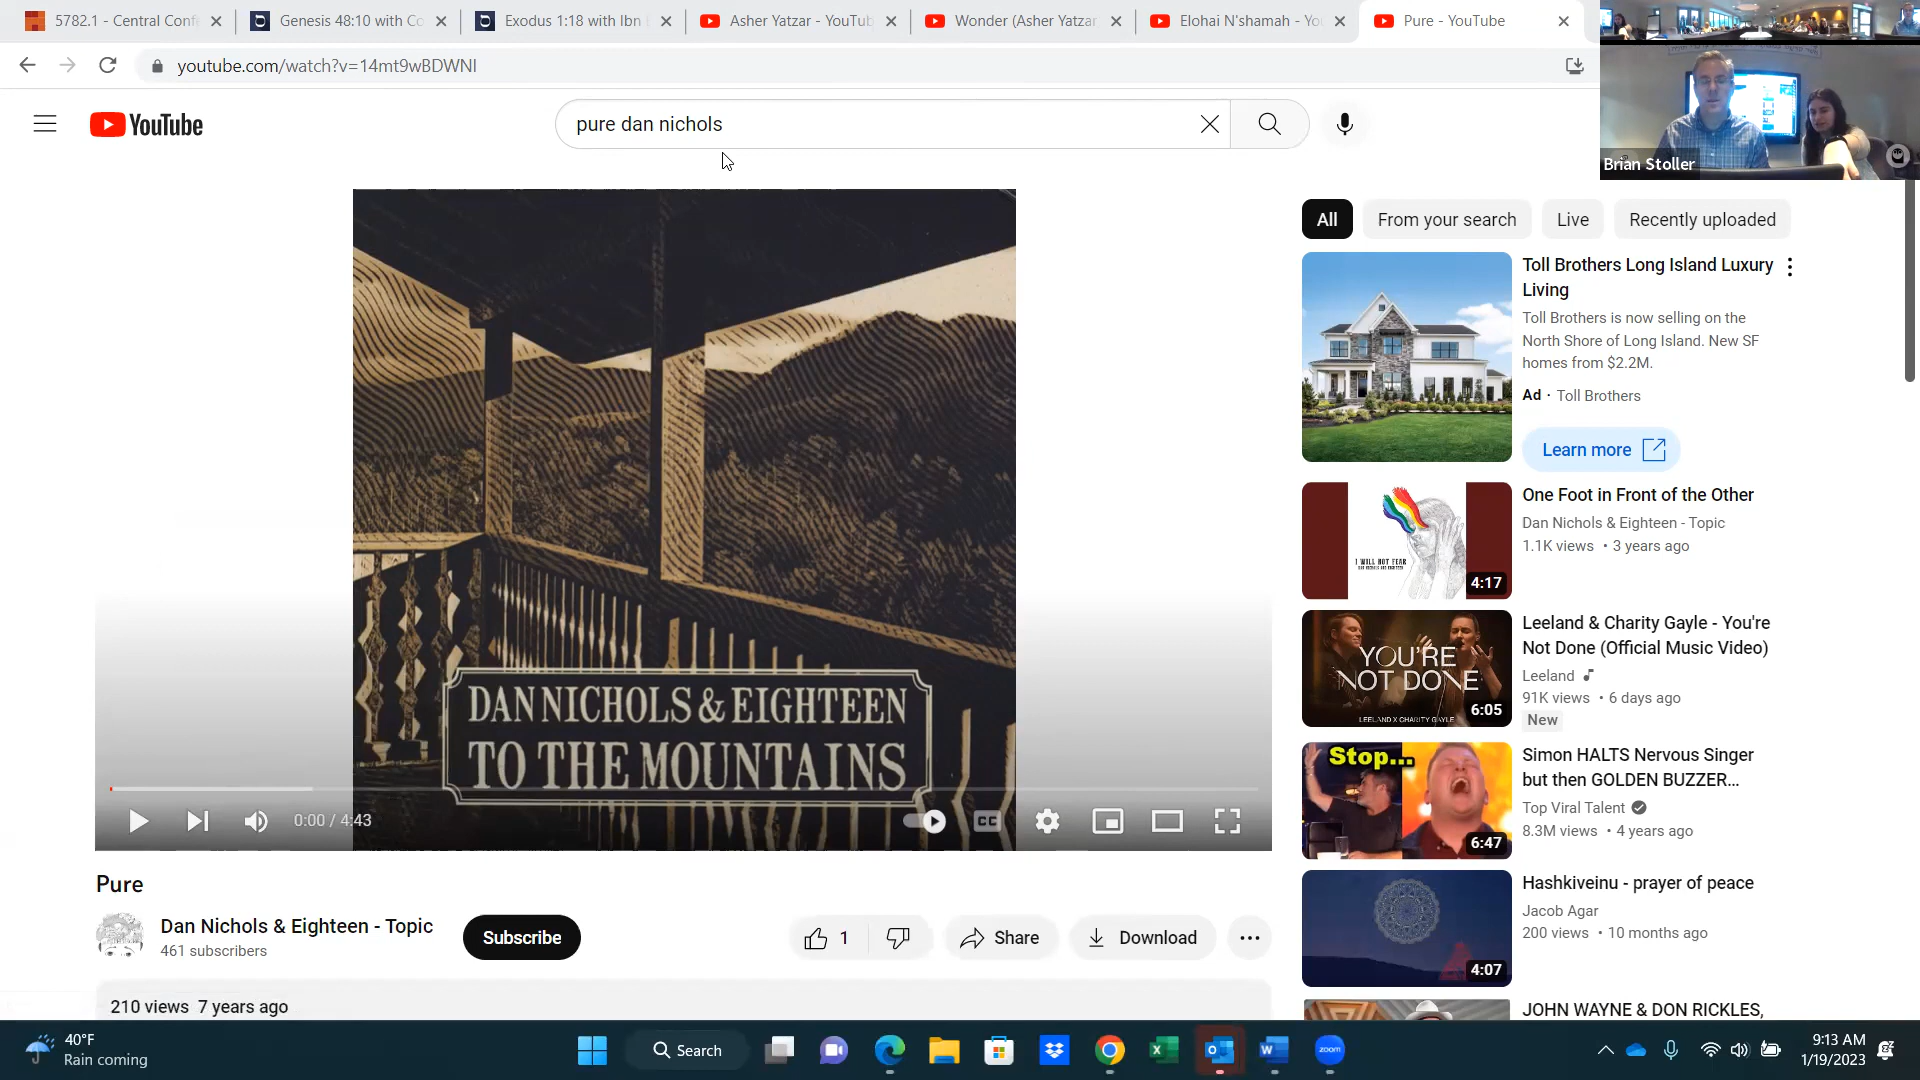 5782.1 - Central Confe
Genesis 48:10 with Co
Exodus 1:18 with Ibn
Asher Yatzar - YouTub
Wonder (Asher Yatzar
Elohai N'shamah - Yo
Pure - YouTube
youtube.com/watch?v=14mt9wBDWNI
YouTube
pure dan nichols
Brian Stoller
DAN NICHOLS & EIGHTEEN
TO THE MOUNTAINS
0:00 / 4:43
CC
Pure
Dan Nichols & Eighteen - Topic
461 subscribers
Subscribe
1
Share
Download
210 views 7 years ago
All
From your search
Live
Recently uploaded
Toll Brothers Long Island Luxury
Living
Toll Brothers is now selling on the
North Shore of Long Island. New SF
homes from $2.2M.
Ad · Toll Brothers
Learn more
I WILL NOT FEAR
4:17
One Foot in Front of the Other
Dan Nichols & Eighteen - Topic
1.1K views • 3 years ago
YOU'RE
NOT DONE
LEELAND X CHARITY GAYLE
6:05
Leeland & Charity Gayle - You're
Not Done (Official Music Video)
Leeland
91K views • 6 days ago
New
Stop...
6:47
Simon HALTS Nervous Singer
but then GOLDEN BUZZER...
Top Viral Talent
8.3M views • 4 years ago
4:07
Hashkiveinu - prayer of peace
Jacob Agar
200 views • 10 months ago
JOHN WAYNE & DON RICKLES,
40°F
Rain coming
Search
zoom
9:13 AM
1/19/2023